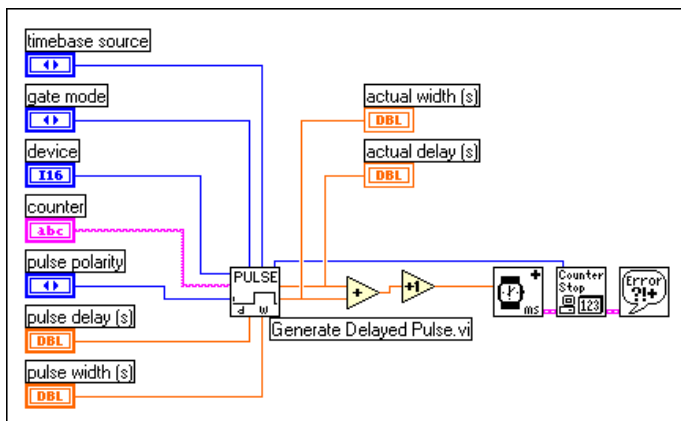 timebase source
gate mode
device
I16
counter
abc
pulse polarity
pulse delay (s)
DBL
pulse width (s)
DBL
actual width (s)
DBL
actual delay (s)
DBL
PULSE
d W
Generate Delayed Pulse.vi
+
+1
+
ms
Counter
Stop
123
Error
?!+